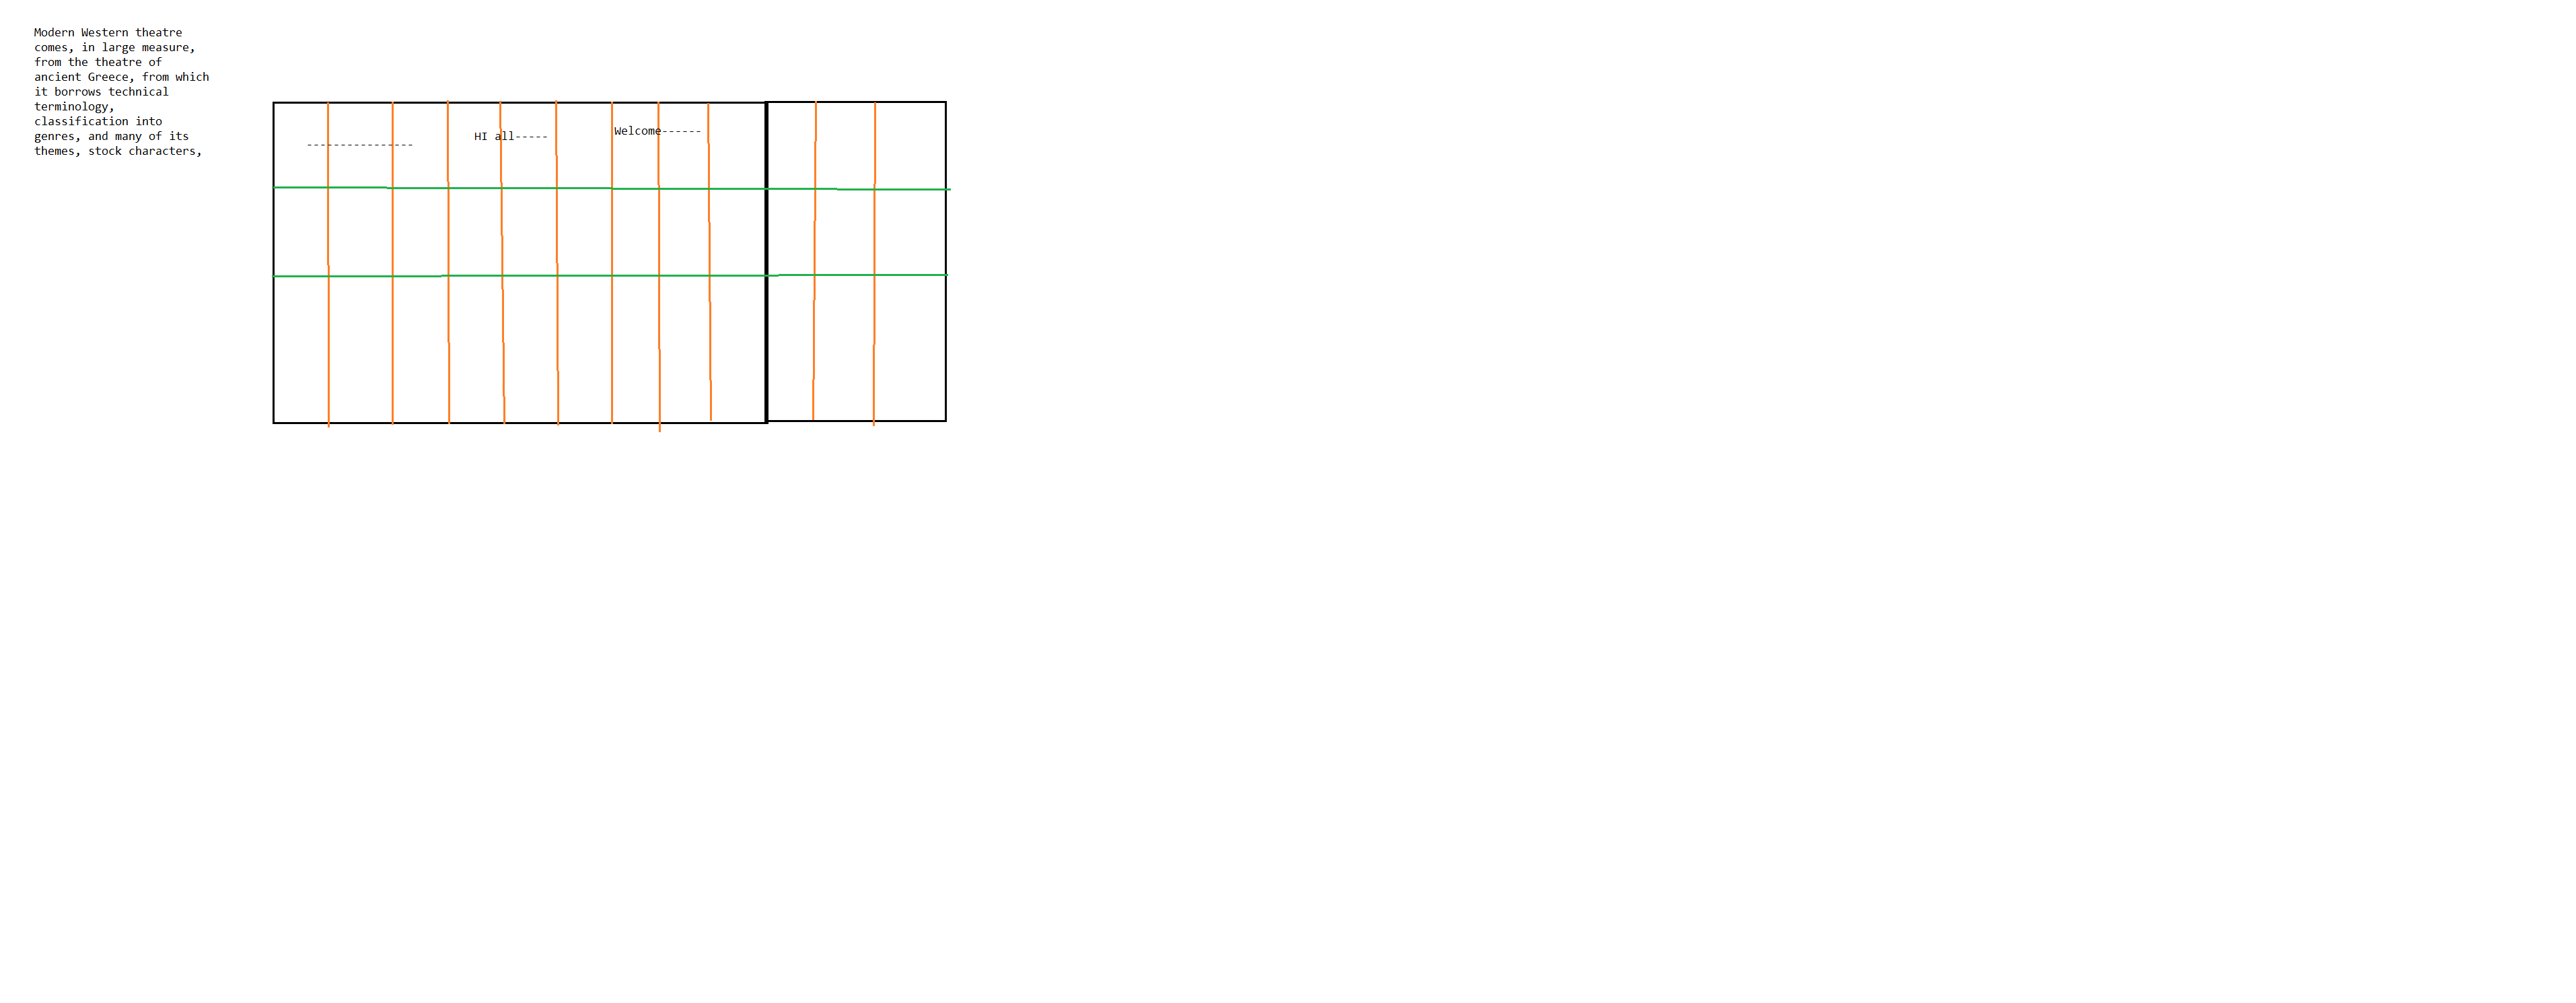 Modern Western theatre
comes, in large measure,
from the theatre of
ancient Greece, from which
it borrows technical
terminology,
classification into
genres, and many of its
themes, stock characters,
----------------
HI all-----
Welcome------